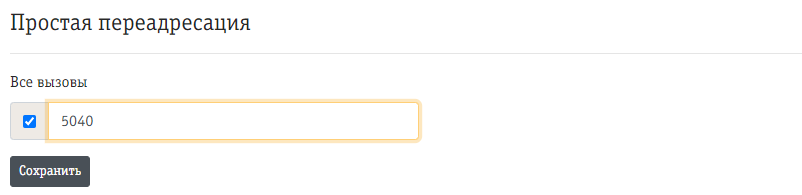 Простая переадресация
Все вызовы
5040
Сохранить